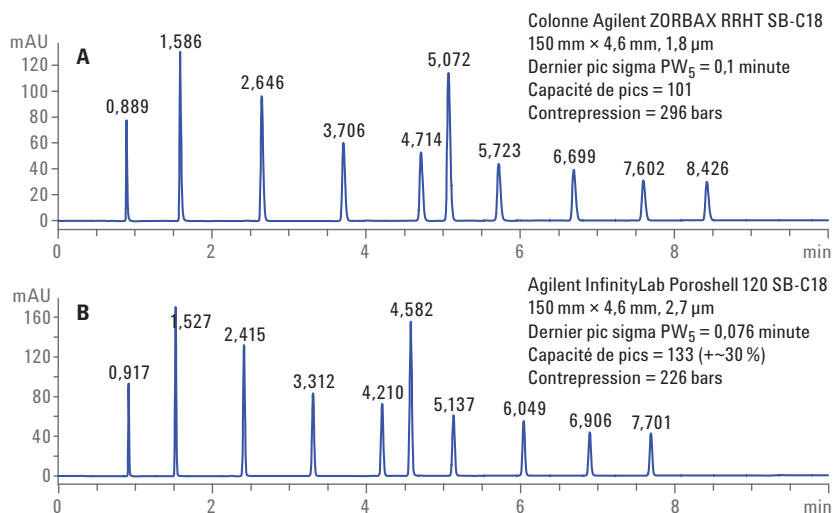 mAU
A
120
100
80
60
40
20
0
0,889
1,586
2,646
3,706
4,714
5,072
5,723
6,699
7,602
8,426
Colonne Agilent ZORBAX RRHT SB-C18
150 mm × 4,6 mm, 1,8 µm
Dernier pic sigma PW₅ = 0,1 minute
Capacité de pics = 101
Contrepression = 296 bars
0 2 4 6 8 min
mAU
B
160
120
80
40
0
0,917
1,527
2,415
3,312
4,210
4,582
5,137
6,049
6,906
7,701
Agilent InfinityLab Poroshell 120 SB-C18
150 mm × 4,6 mm, 2,7 µm
Dernier pic sigma PW₅ = 0,076 minute
Capacité de pics = 133 (+~30 %)
Contrepression = 226 bars
0 2 4 6 8 min